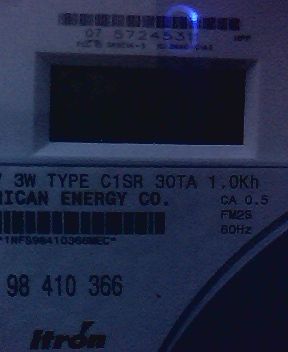 07 5724531
3W TYPE C1SR 30TA 1.0Kh
ICAN ENERGY CO. CA 0.5
FM2S
60Hz
*1NFS98410366MEC*
98 410 366
Itron